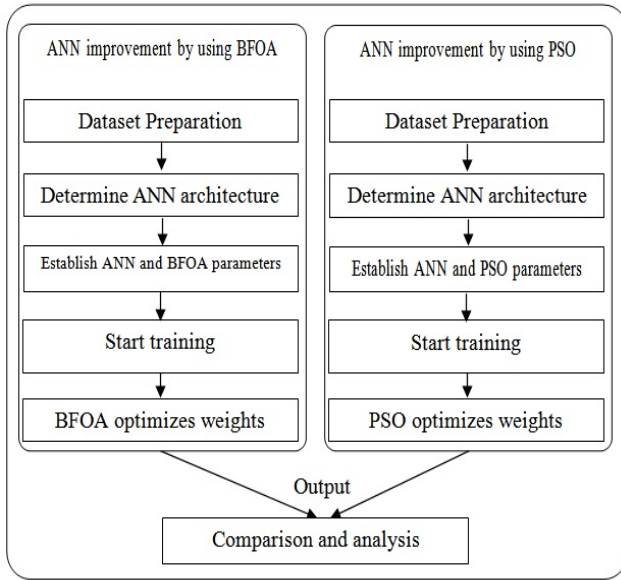 ANN improvement by using BFOA
Dataset Preparation
Determine ANN architecture
Establish ANN and BFOA parameters
Start training
BFOA optimizes weights
ANN improvement by using PSO
Dataset Preparation
Determine ANN architecture
Establish ANN and PSO parameters
Start training
PSO optimizes weights
Output
Comparison and analysis